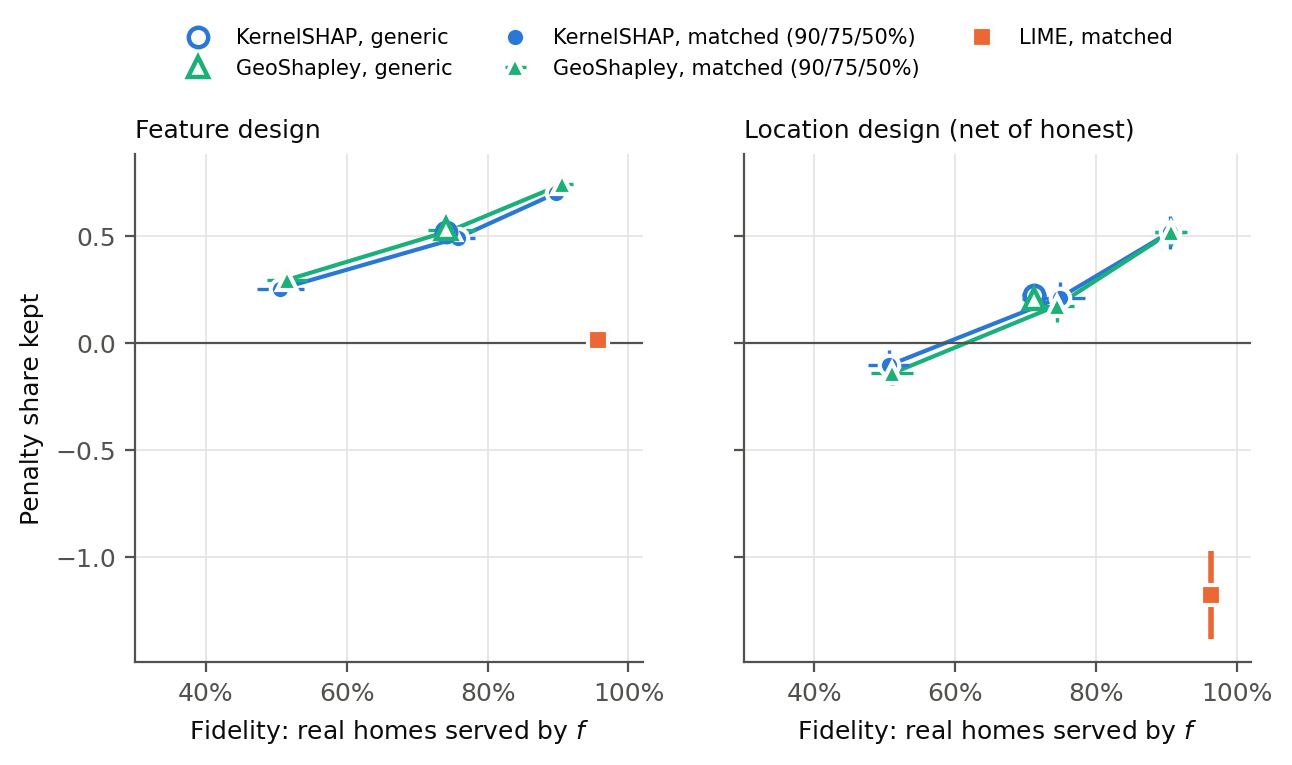 KernelSHAP, generic
GeoShapley, generic
KernelSHAP, matched (90/75/50%)
GeoShapley, matched (90/75/50%)
LIME, matched
Feature design
Location design (net of honest)
Penalty share kept
0.5
0.0
−0.5
−1.0
40% 60% 80% 100%
40% 60% 80% 100%
Fidelity: real homes served by f
Fidelity: real homes served by f